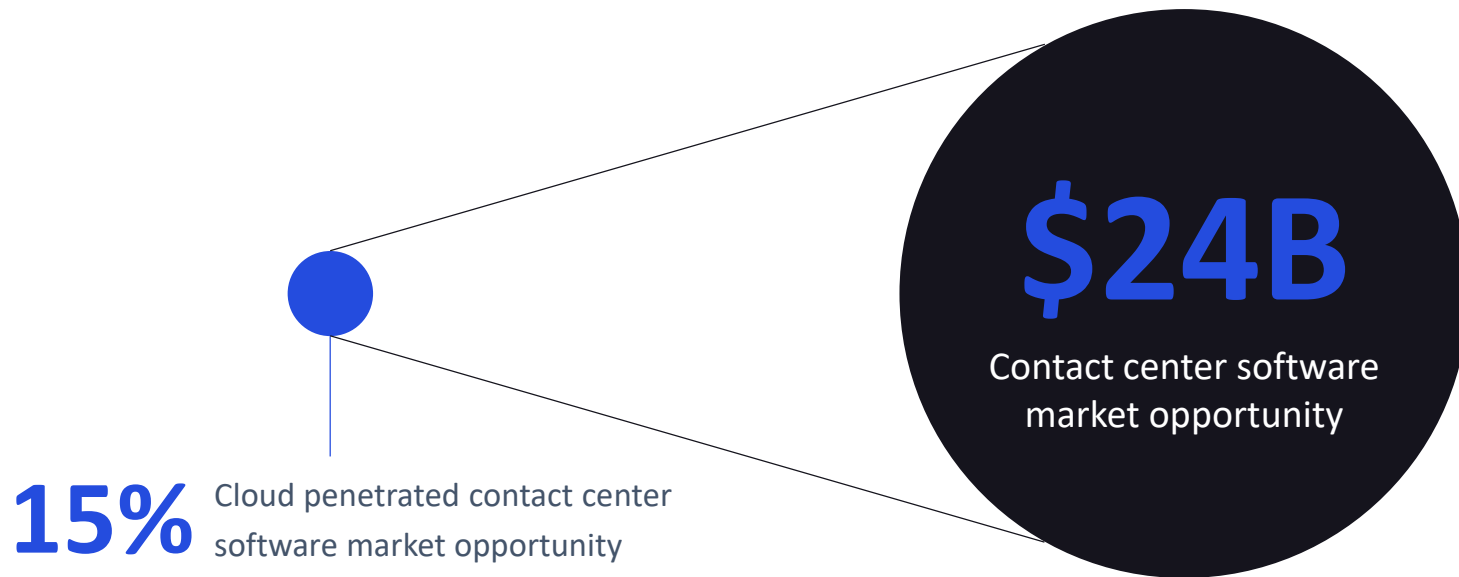 $24B
Contact center software
market opportunity
15%
Cloud penetrated contact center
software market opportunity